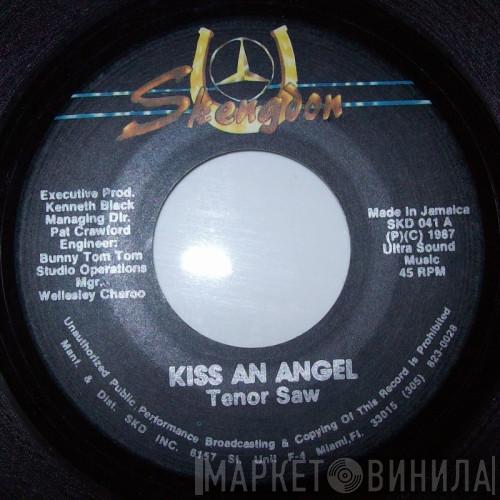 Skengdon
Executive Prod.
Kenneth Black
Managing Dir.
Pat Crawford
Engineer:
Bunny Tom Tom
Studio Operations
Mgr.
Wellesley Charoo
Made in Jamaica
SKD 041 A
(P)(C) 1987
Ultra Sound
Music
45 RPM
KISS AN ANGEL
Tenor Saw
Unauthorized Public Performance Broadcasting & Copying Of This Record is Prohibited
Manf. & Dist. SKD INC. 6157 St. Unit F-4 Miami,Fl. 33015 (305) 823-9028
МАРКЕТ ВИНИЛА